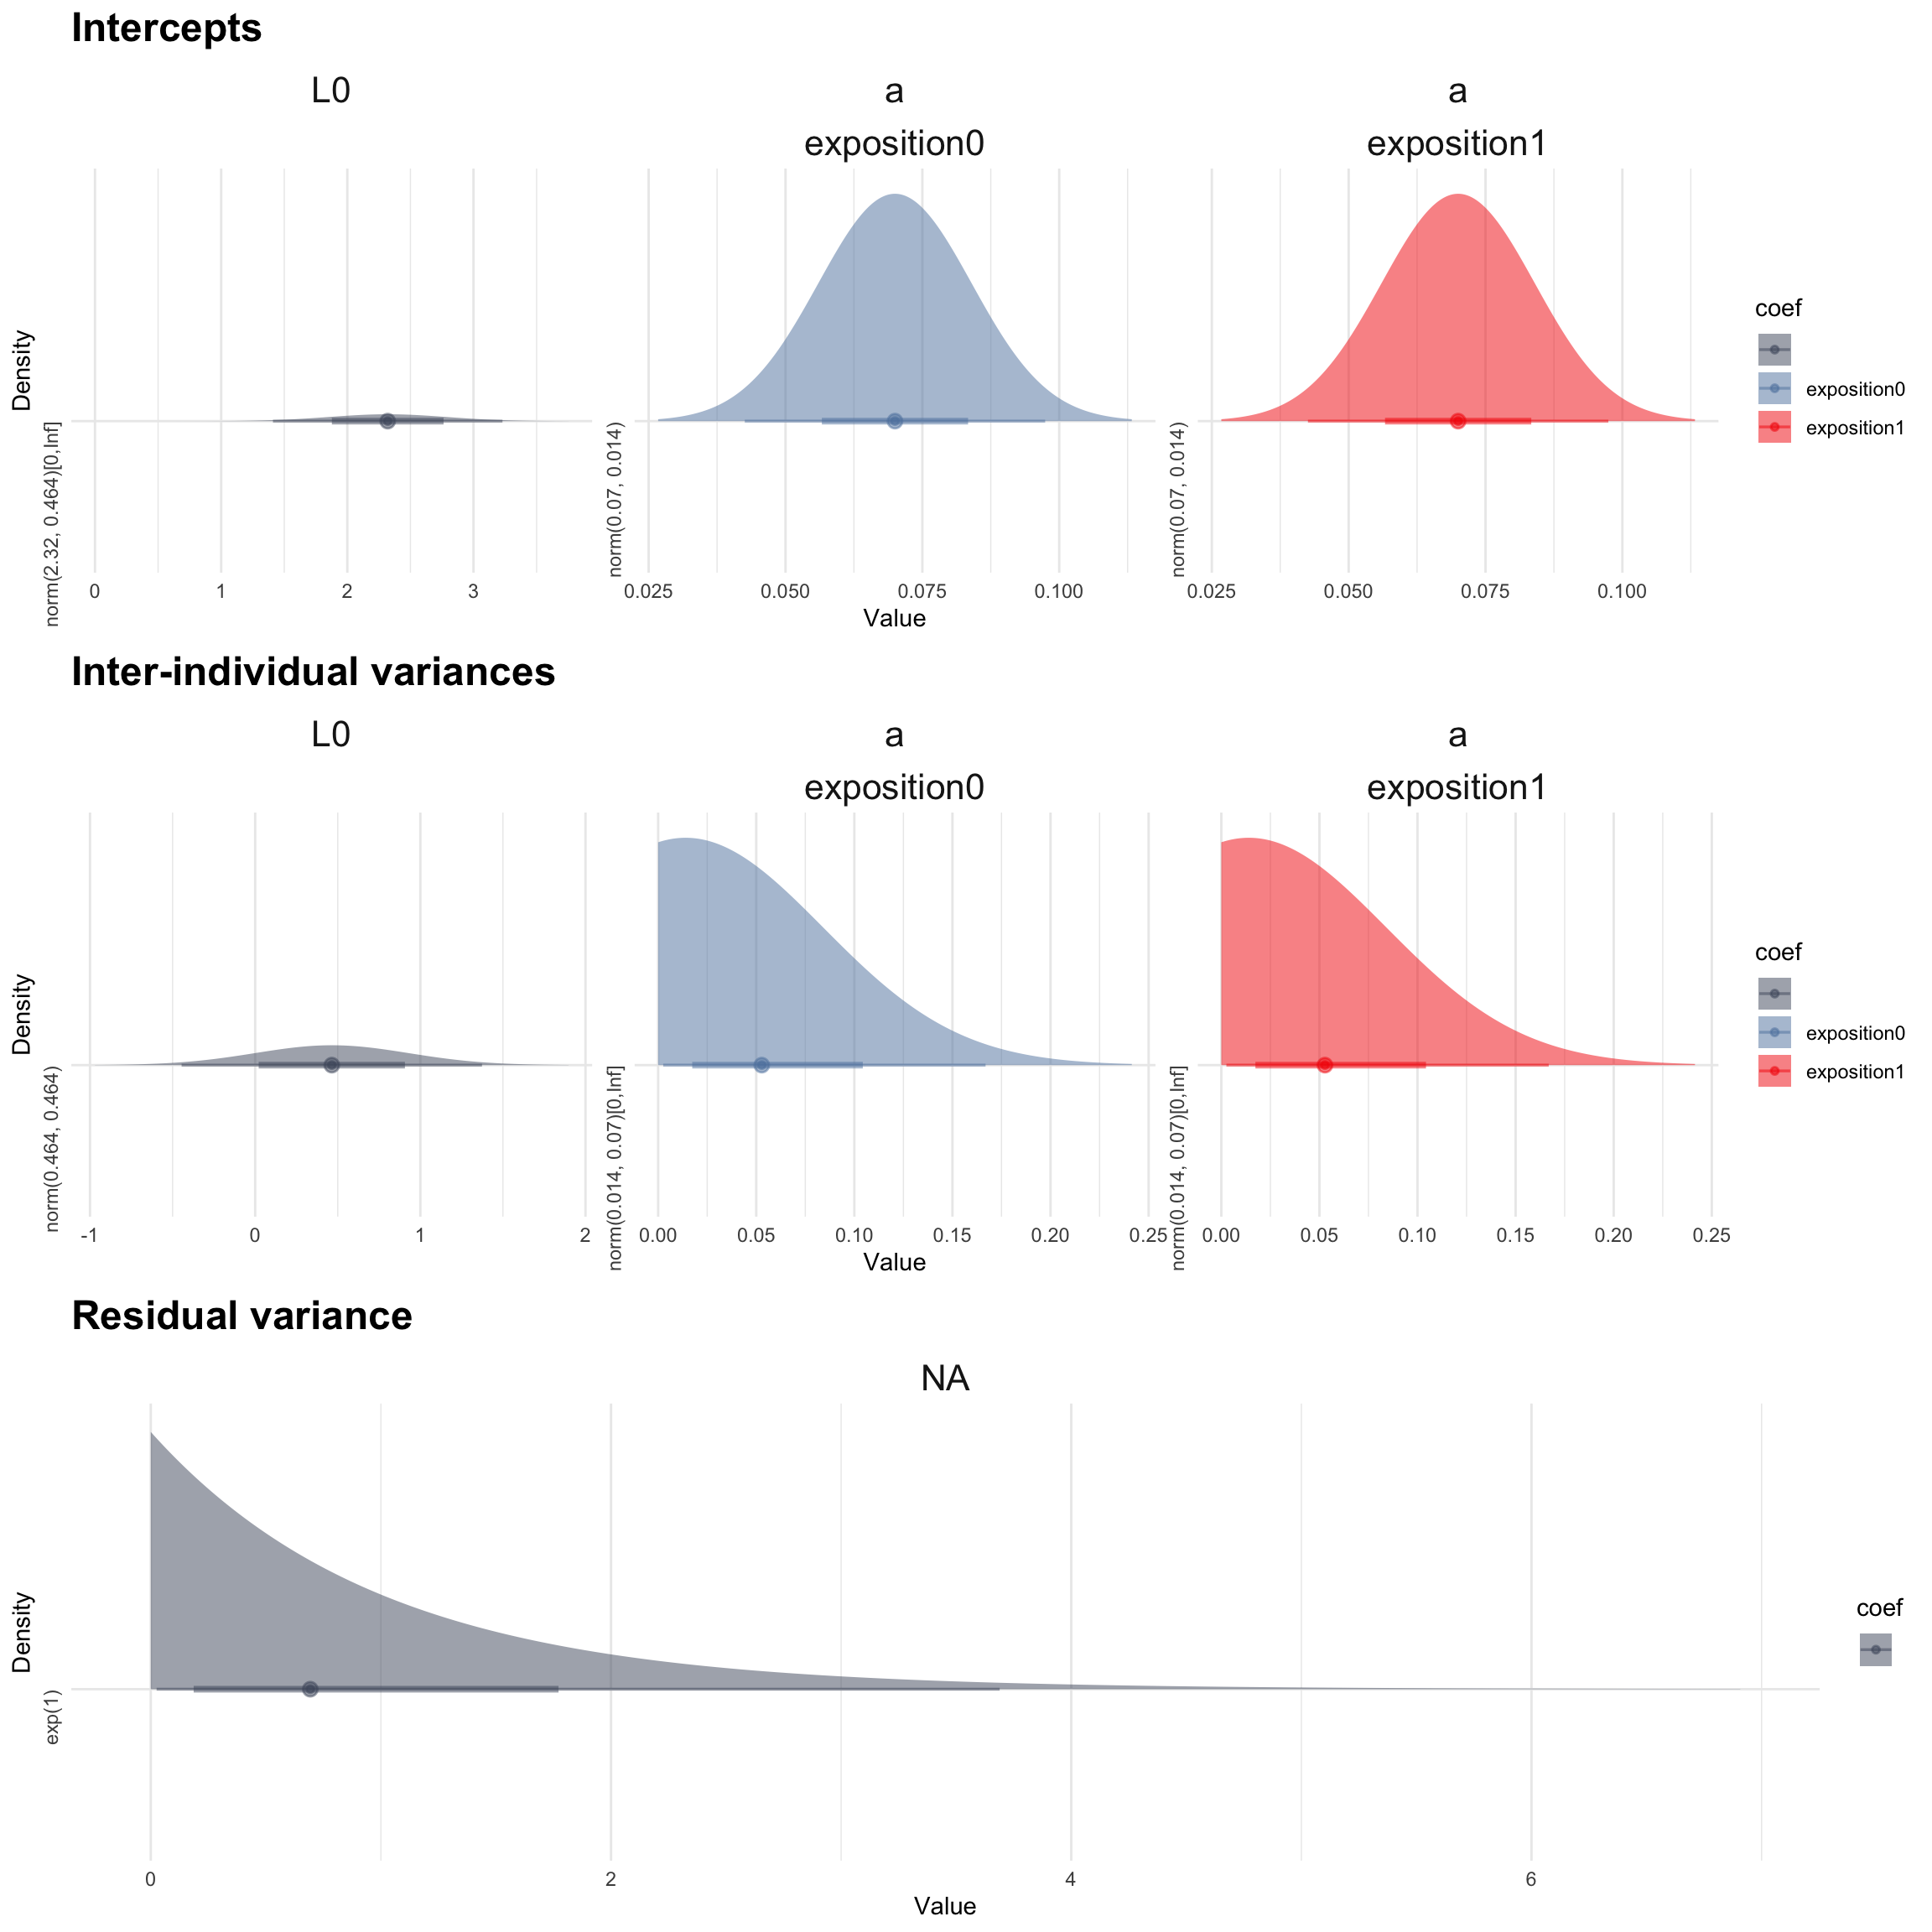 Intercepts
L0
a
exposition0
a
exposition1
Density
norm(2.32, 0.464)[0,Inf]
norm(0.07, 0.014)
norm(0.07, 0.014)
0 1 2 3
0.025 0.050 0.075 0.100
0.025 0.050 0.075 0.100
Value
coef
exposition0
exposition1
Inter-individual variances
L0
a
exposition0
a
exposition1
Density
norm(0.464, 0.464)
norm(0.014, 0.07)[0,Inf]
norm(0.014, 0.07)[0,Inf]
-1 0 1 2
0.00 0.05 0.10 0.15 0.20 0.25
0.00 0.05 0.10 0.15 0.20 0.25
Value
coef
exposition0
exposition1
Residual variance
NA
Density
exp(1)
0 2 4 6
Value
coef